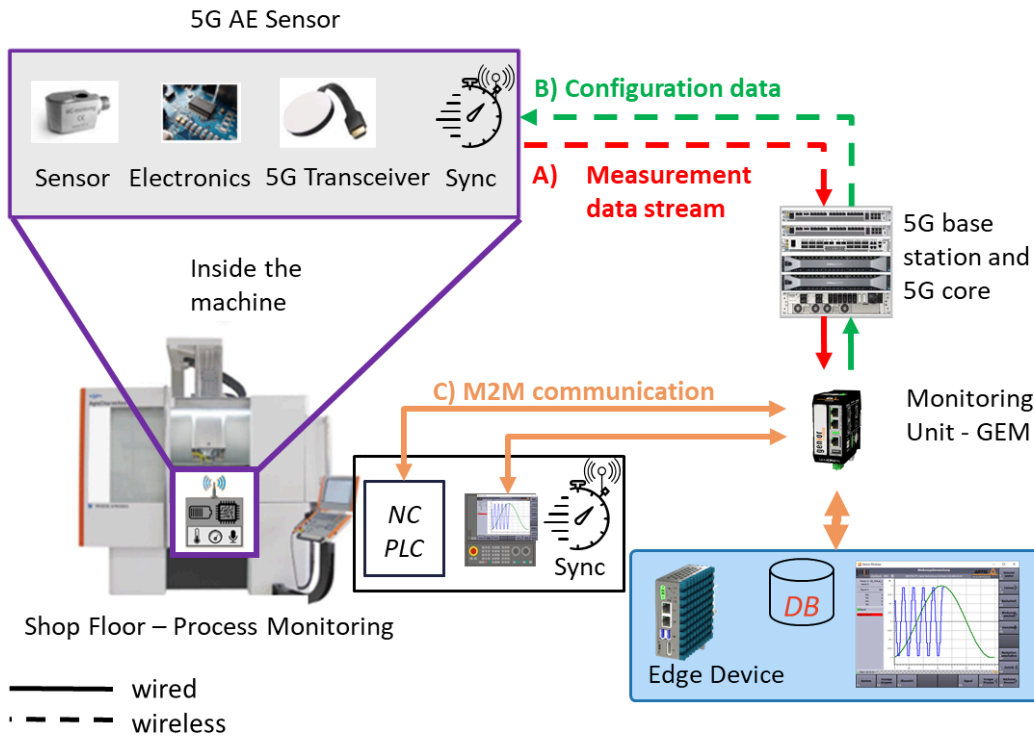 5G AE Sensor
Sensor
Electronics
5G Transceiver
Sync
B) Configuration data
A) Measurement
data stream
5G base
station and
5G core
Inside the
machine
C) M2M communication
Monitoring
Unit - GEM
NC
PLC
Sync
DB
Edge Device
Shop Floor – Process Monitoring
wired
wireless